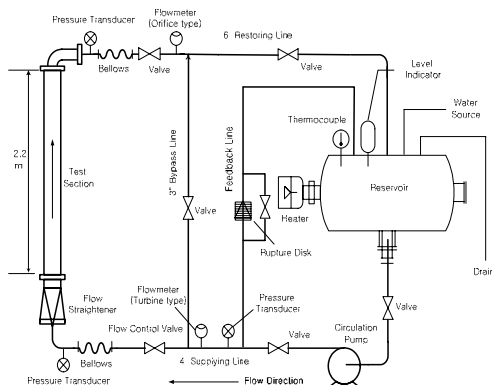 Pressure Transducer
Flowmeter
(Orifice type)
6 Restoring Line
Bellows
Valve
Valve
Level
Indicator
Thermocouple
Water
Source
2.2
m
Test
Section
3" Bypass Line
Feedback Line
Reservoir
Valve
Heater
Rupture Disk
Drain
Flow
Straightener
Flowmeter
(Turbine type)
Pressure
Transducer
Valve
Flow Control Valve
Valve
Circulation
Pump
Bellows
4 Supplying Line
Pressure Transducer
Flow Direction